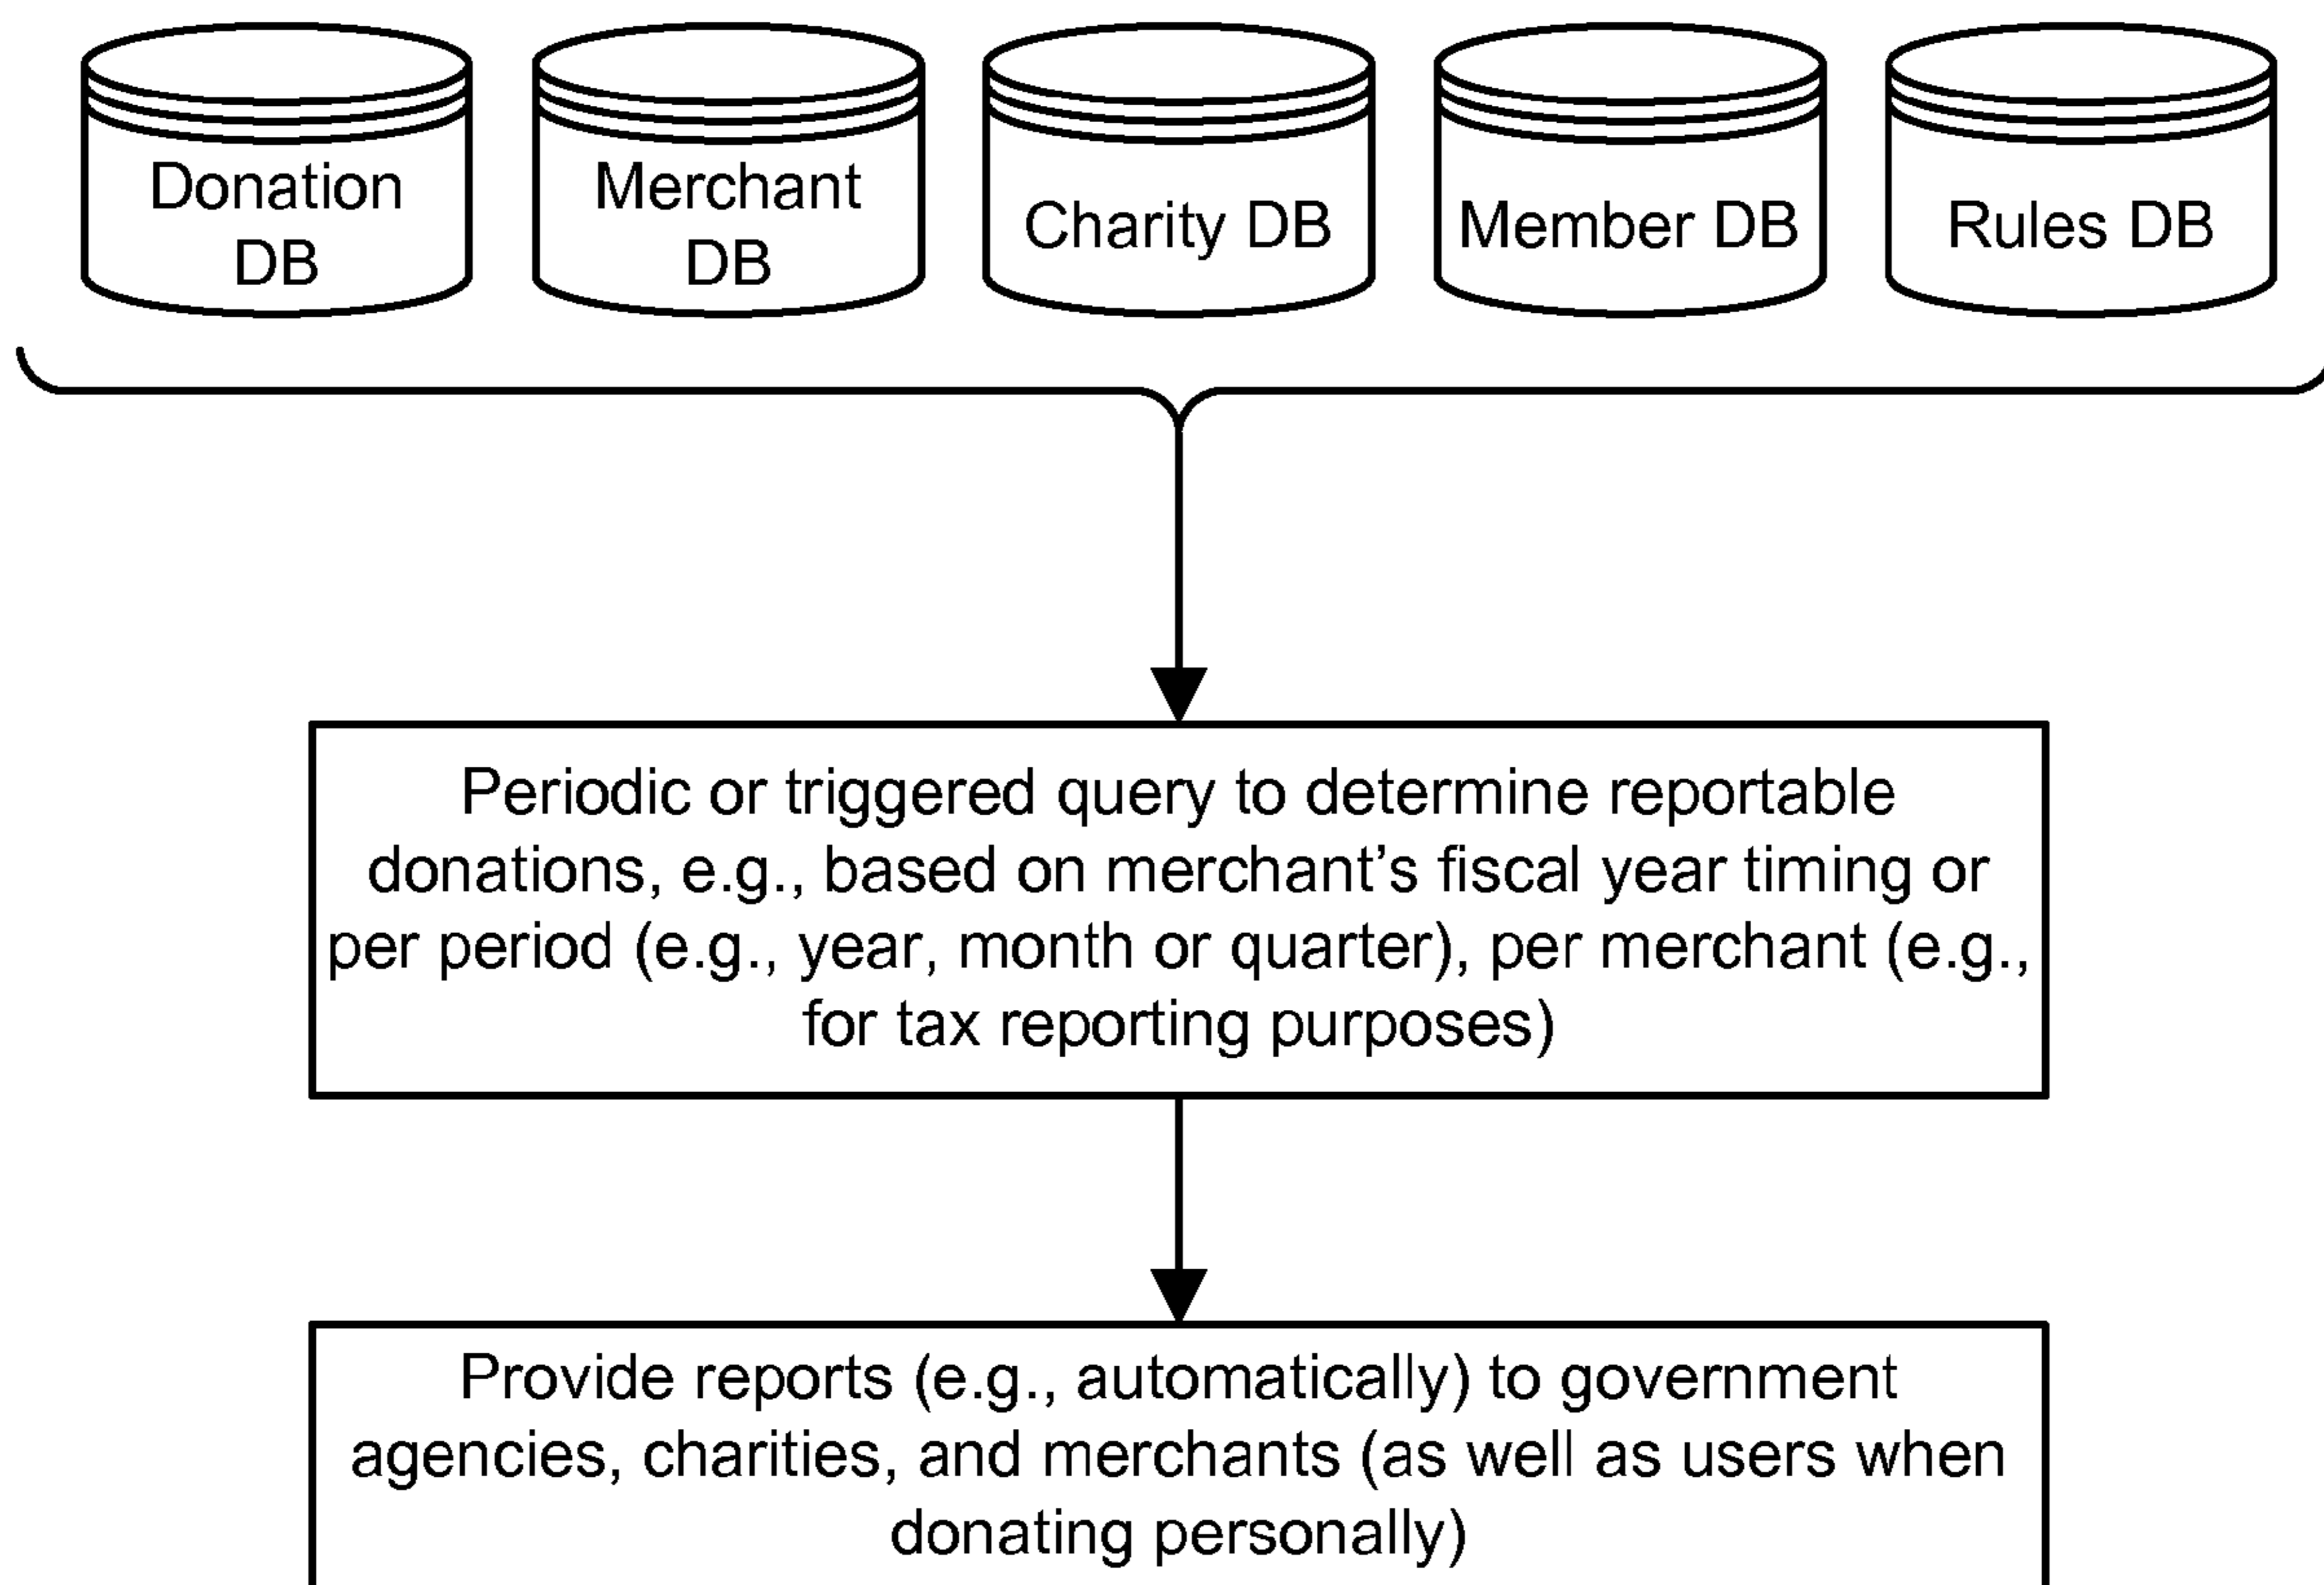 Donation
DB
Merchant
DB
Charity DB
Member DB
Rules DB
Periodic or triggered query to determine reportable
donations, e.g., based on merchant’s fiscal year timing or
per period (e.g., year, month or quarter), per merchant (e.g.,
for tax reporting purposes)
Provide reports (e.g., automatically) to government
agencies, charities, and merchants (as well as users when
donating personally)